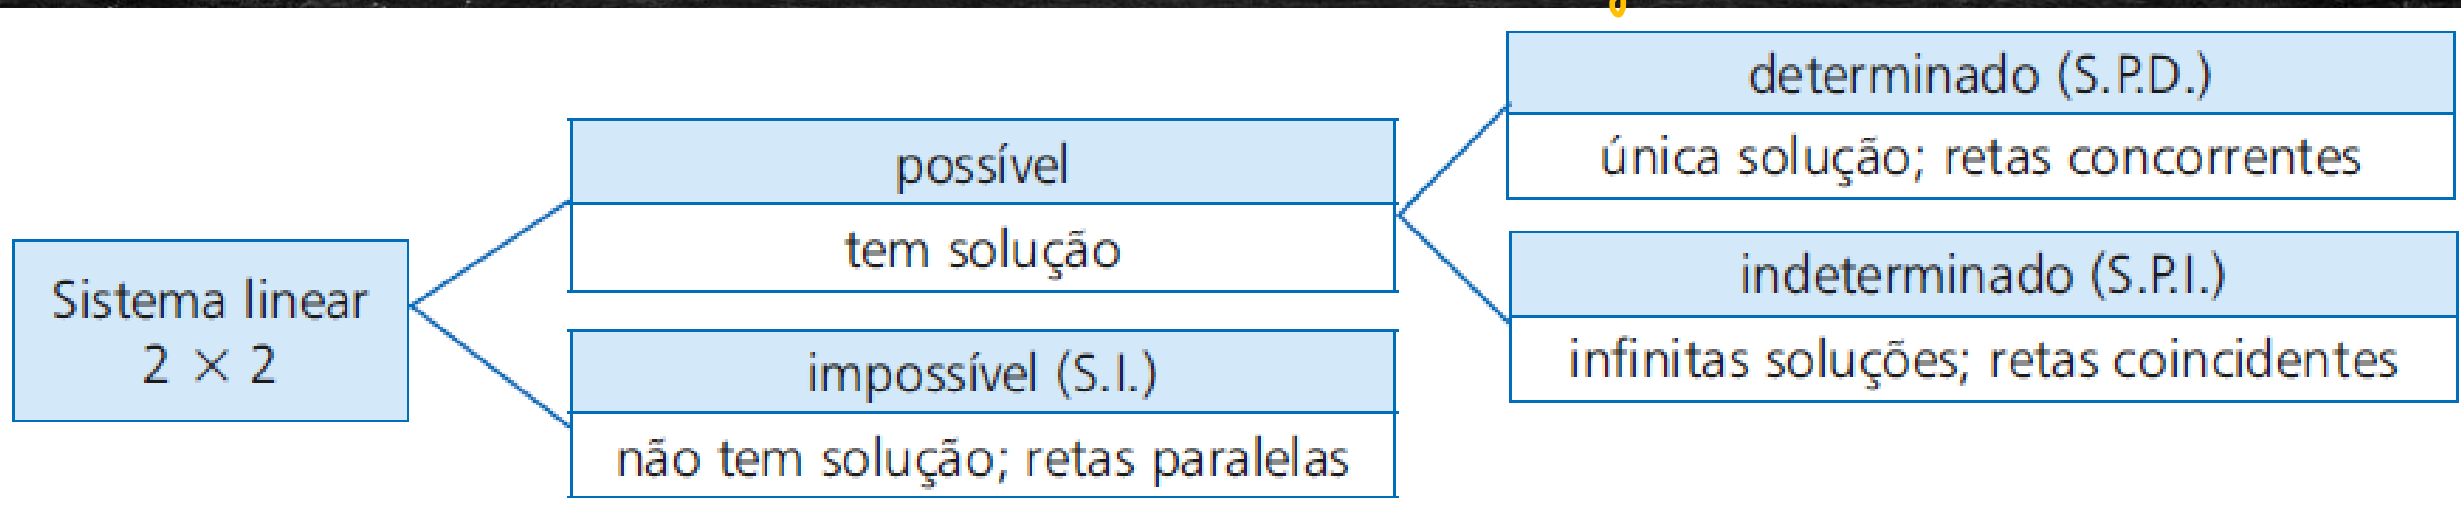 Sistema linear
2 × 2
possível
tem solução
impossível (S.I.)
não tem solução; retas paralelas
determinado (S.P.D.)
única solução; retas concorrentes
indeterminado (S.P.I.)
infinitas soluções; retas coincidentes